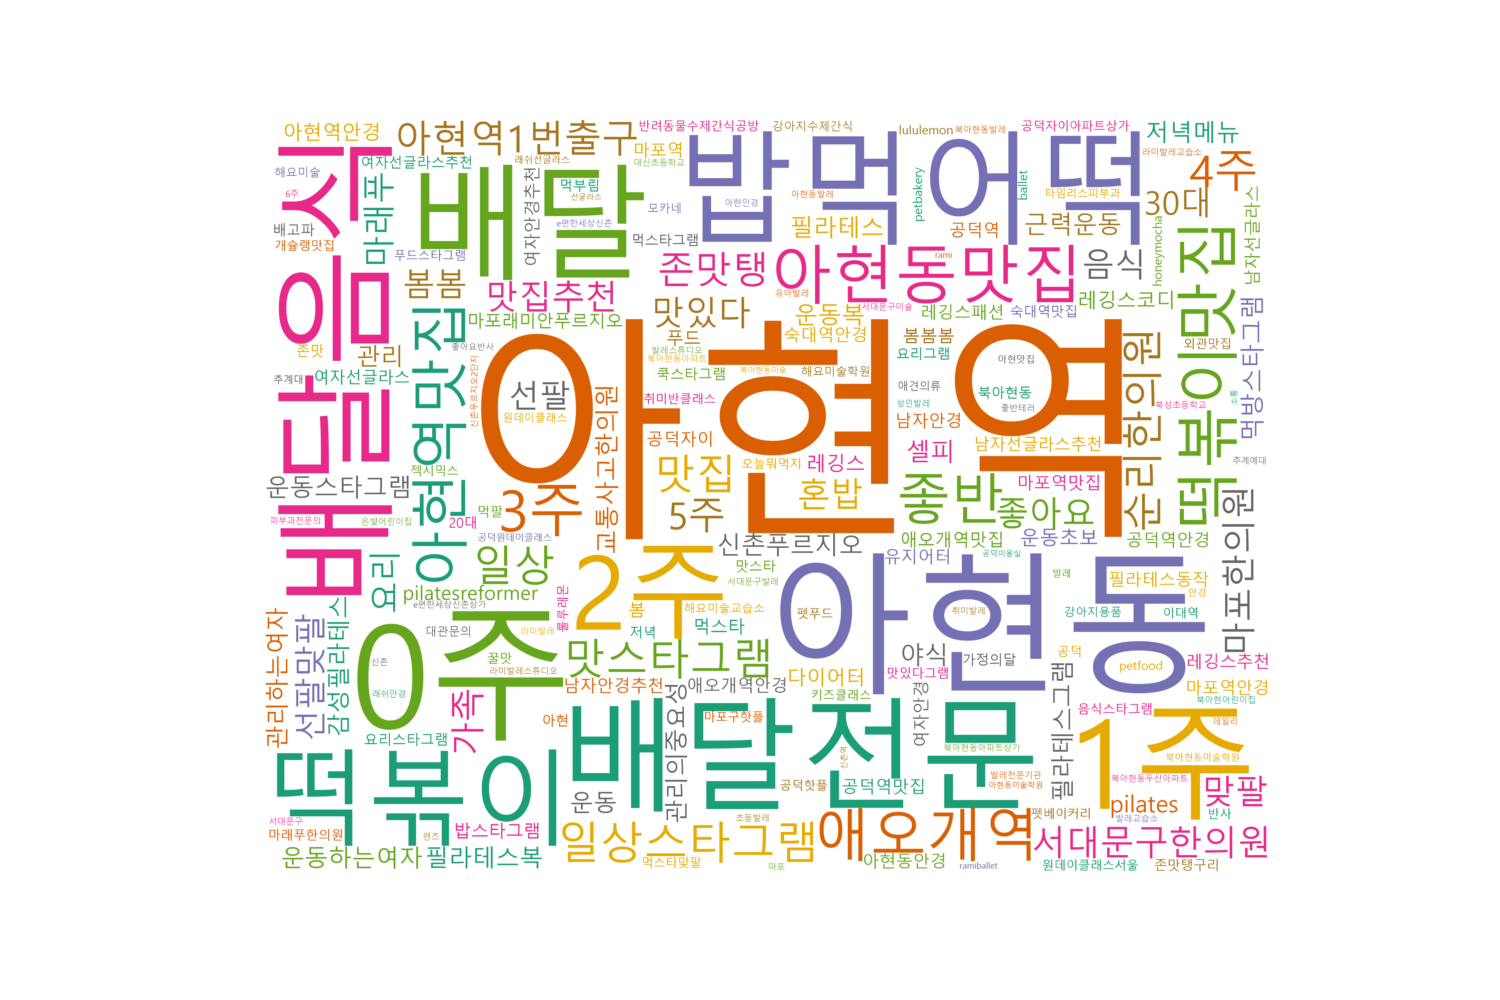 아현역안경
아현역1번출구
반려동물수제간식공방
강아지수제간식
lululemon
북아현동발레
공덕자이아파트상가
저녁메뉴
해요미술
여자선글라스추천
래쉬선글라스
마포역
대신초등학교
밥먹어떡
라미발레교습소
4주
6주
배달음식
마래푸
배달
여자안경추천
먹부림
선글라스
아현동발레
아현안경
모카네
petbakery
ballet
타임리스피부과
30대
남자선글라스
배고파
개슐랭맛집
푸드스타그램
e편한세상신촌
먹스타그램
필라테스
공덕역
근력운동
honeymocha
봄봄
맛집추천
존맛탱
아현동맛집
rami
음식
떡볶이맛집
유아발레
레깅스코디
마포래미안푸르지오
맛있다
운동복
서대문구미술
레깅스패션
숙대역맛집
먹방스타그램
존맛
관리
아현역맛집
좋아요반사
푸드
발레스튜디오
숙대역안경
봄봄봄
요리그램
아현맛집
순리한의원
외관맛집
추계대
여자선글라스
신촌푸르지오2단지
아현역
북아현동아파트
쿡스타그램
북아현동미술
해요미술학원
선팔
원데이클래스
취미반클래스
애견의류
성인발레
북아현동
좋반테러
북성초등학교
소통
교통사고한의원
공덕자이
남자안경
남자선글라스추천
젝시믹스
맛집
오늘뭐먹지
레깅스
셀피
추계예대
운동스타그램
3주
혼밥
좋반
마포역맛집
피부과전문의
은빛어린이집
20대
먹팔
5주
좋아요
공덕원데이클래스
신촌푸르지오
애오개역맛집
운동초보
공덕역안경
마포한의원
요리
일상
2주
맛스타
유지어터
공덕미용실
아현동
발레
필라테스동작
안경
pilatesreformer
룰루레몬
서대문구발레
e편한세상신촌상가
봄
해요미술교습소
펫푸드
취미발레
강아지용품
이대역
관리하는여자
선팔맛팔
감성필라테스
0주
대관문의
라미발레
저녁
먹스타
신촌
꿀맛
맛스타그램
야식
가정의달
공덕
petfood
레깅스추천
라미발레스튜디오
다이어터
맛있다그램
래쉬안경
가족
남자안경추천
애오개역안경
키즈클래스
여자안경
마포역안경
북아현어린이집
아현
관리의중요성
마포구핫플
필라테스그램
음식스타그램
데일리
요리스타그램
떡볶이
배달전문
신촌역
북아현동아파트상가
1주
북아현동미술학원
운동
공덕핫플
공덕역맛집
발레전문기관
아현동미술학원
북아현동두산아파트
맞팔
서대문구
마래푸한의원
렌즈
밥스타그램
초등발레
펫베이커리
pilates
발레교습소
반사
운동하는여자
필라테스복
일상스타그램
먹스타맞팔
마포
애오개역
아현동안경
ramiballet
서대문구한의원
원데이클래스서울
존맛탱구리